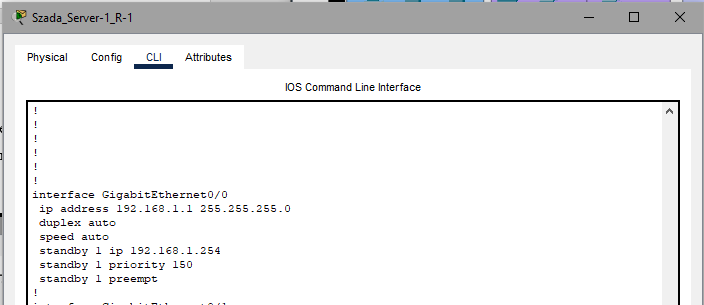 Szada_Server-1_R-1
Physical Config CLI Attributes
IOS Command Line Interface
!
!
!
!
!
!
interface GigabitEthernet0/0
ip address 192.168.1.1 255.255.255.0
duplex auto
speed auto
standby 1 ip 192.168.1.254
standby 1 priority 150
standby 1 preempt
!